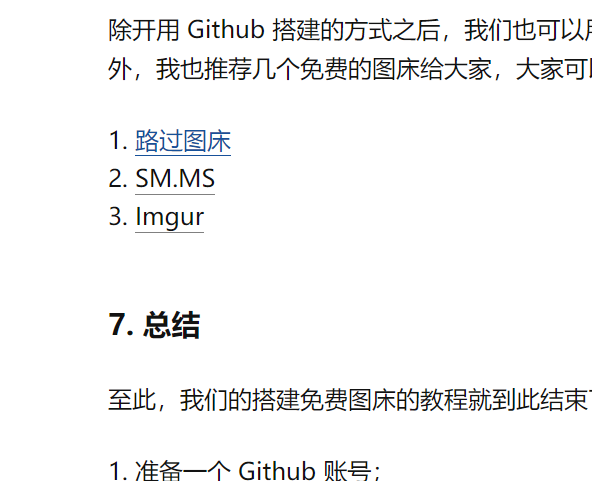 除开用 Github 搭建的方式之后，我们也可以
外，我也推荐几个免费的图床给大家，大家可
1. 路过图床
2. SM.MS
3. Imgur
7. 总结
至此，我们的搭建免费图床的教程就到此结束
1. 准备一个 Github 账号；